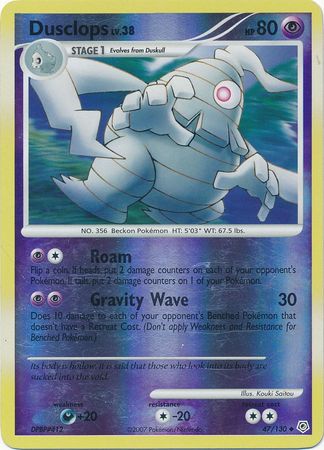 Dusclops LV.38 HP 80
STAGE 1 Evolves from Duskull
NO. 356 Beckon Pokémon HT: 5'03" WT: 67.5 lbs.
Roam
Flip a coin. If heads, put 2 damage counters on each of your opponent's
Pokémon. If tails, put 2 damage counters on 1 of your Pokémon.
Gravity Wave 30
Does 10 damage to each of your opponent's Benched Pokémon that
doesn't have a Retreat Cost. (Don't apply Weakness and Resistance for
Benched Pokémon.)
Its body is hollow. It is said that those who look into its body are
sucked into the void.
Illus. Kouki Saitou
weakness resistance retreat cost
+20 -20
DPBP#412 ©2007 Pokémon/Nintendo. 47/130